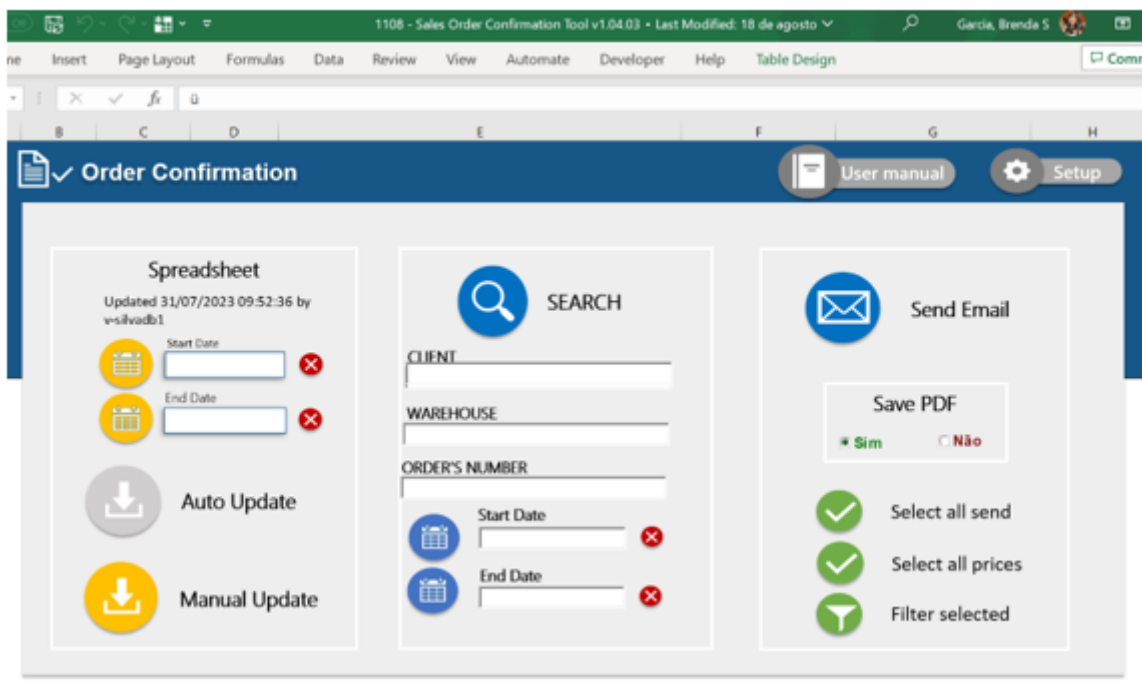 1108 - Sales Order Confirmation Tool v1.04.03 • Last Modified: 18 de agosto
Garcia, Brenda S
Insert Page Layout Formulas Data Review View Automate Developer Help Table Design
fx ü
B C D E F G H
Order Confirmation
User manual
Setup
Spreadsheet
Updated 31/07/2023 09:52:36 by
v-silvadb1
Start Date
End Date
Auto Update
Manual Update
SEARCH
CLIENT
WAREHOUSE
ORDER'S NUMBER
Start Date
End Date
Send Email
Save PDF
Sim Não
Select all send
Select all prices
Filter selected